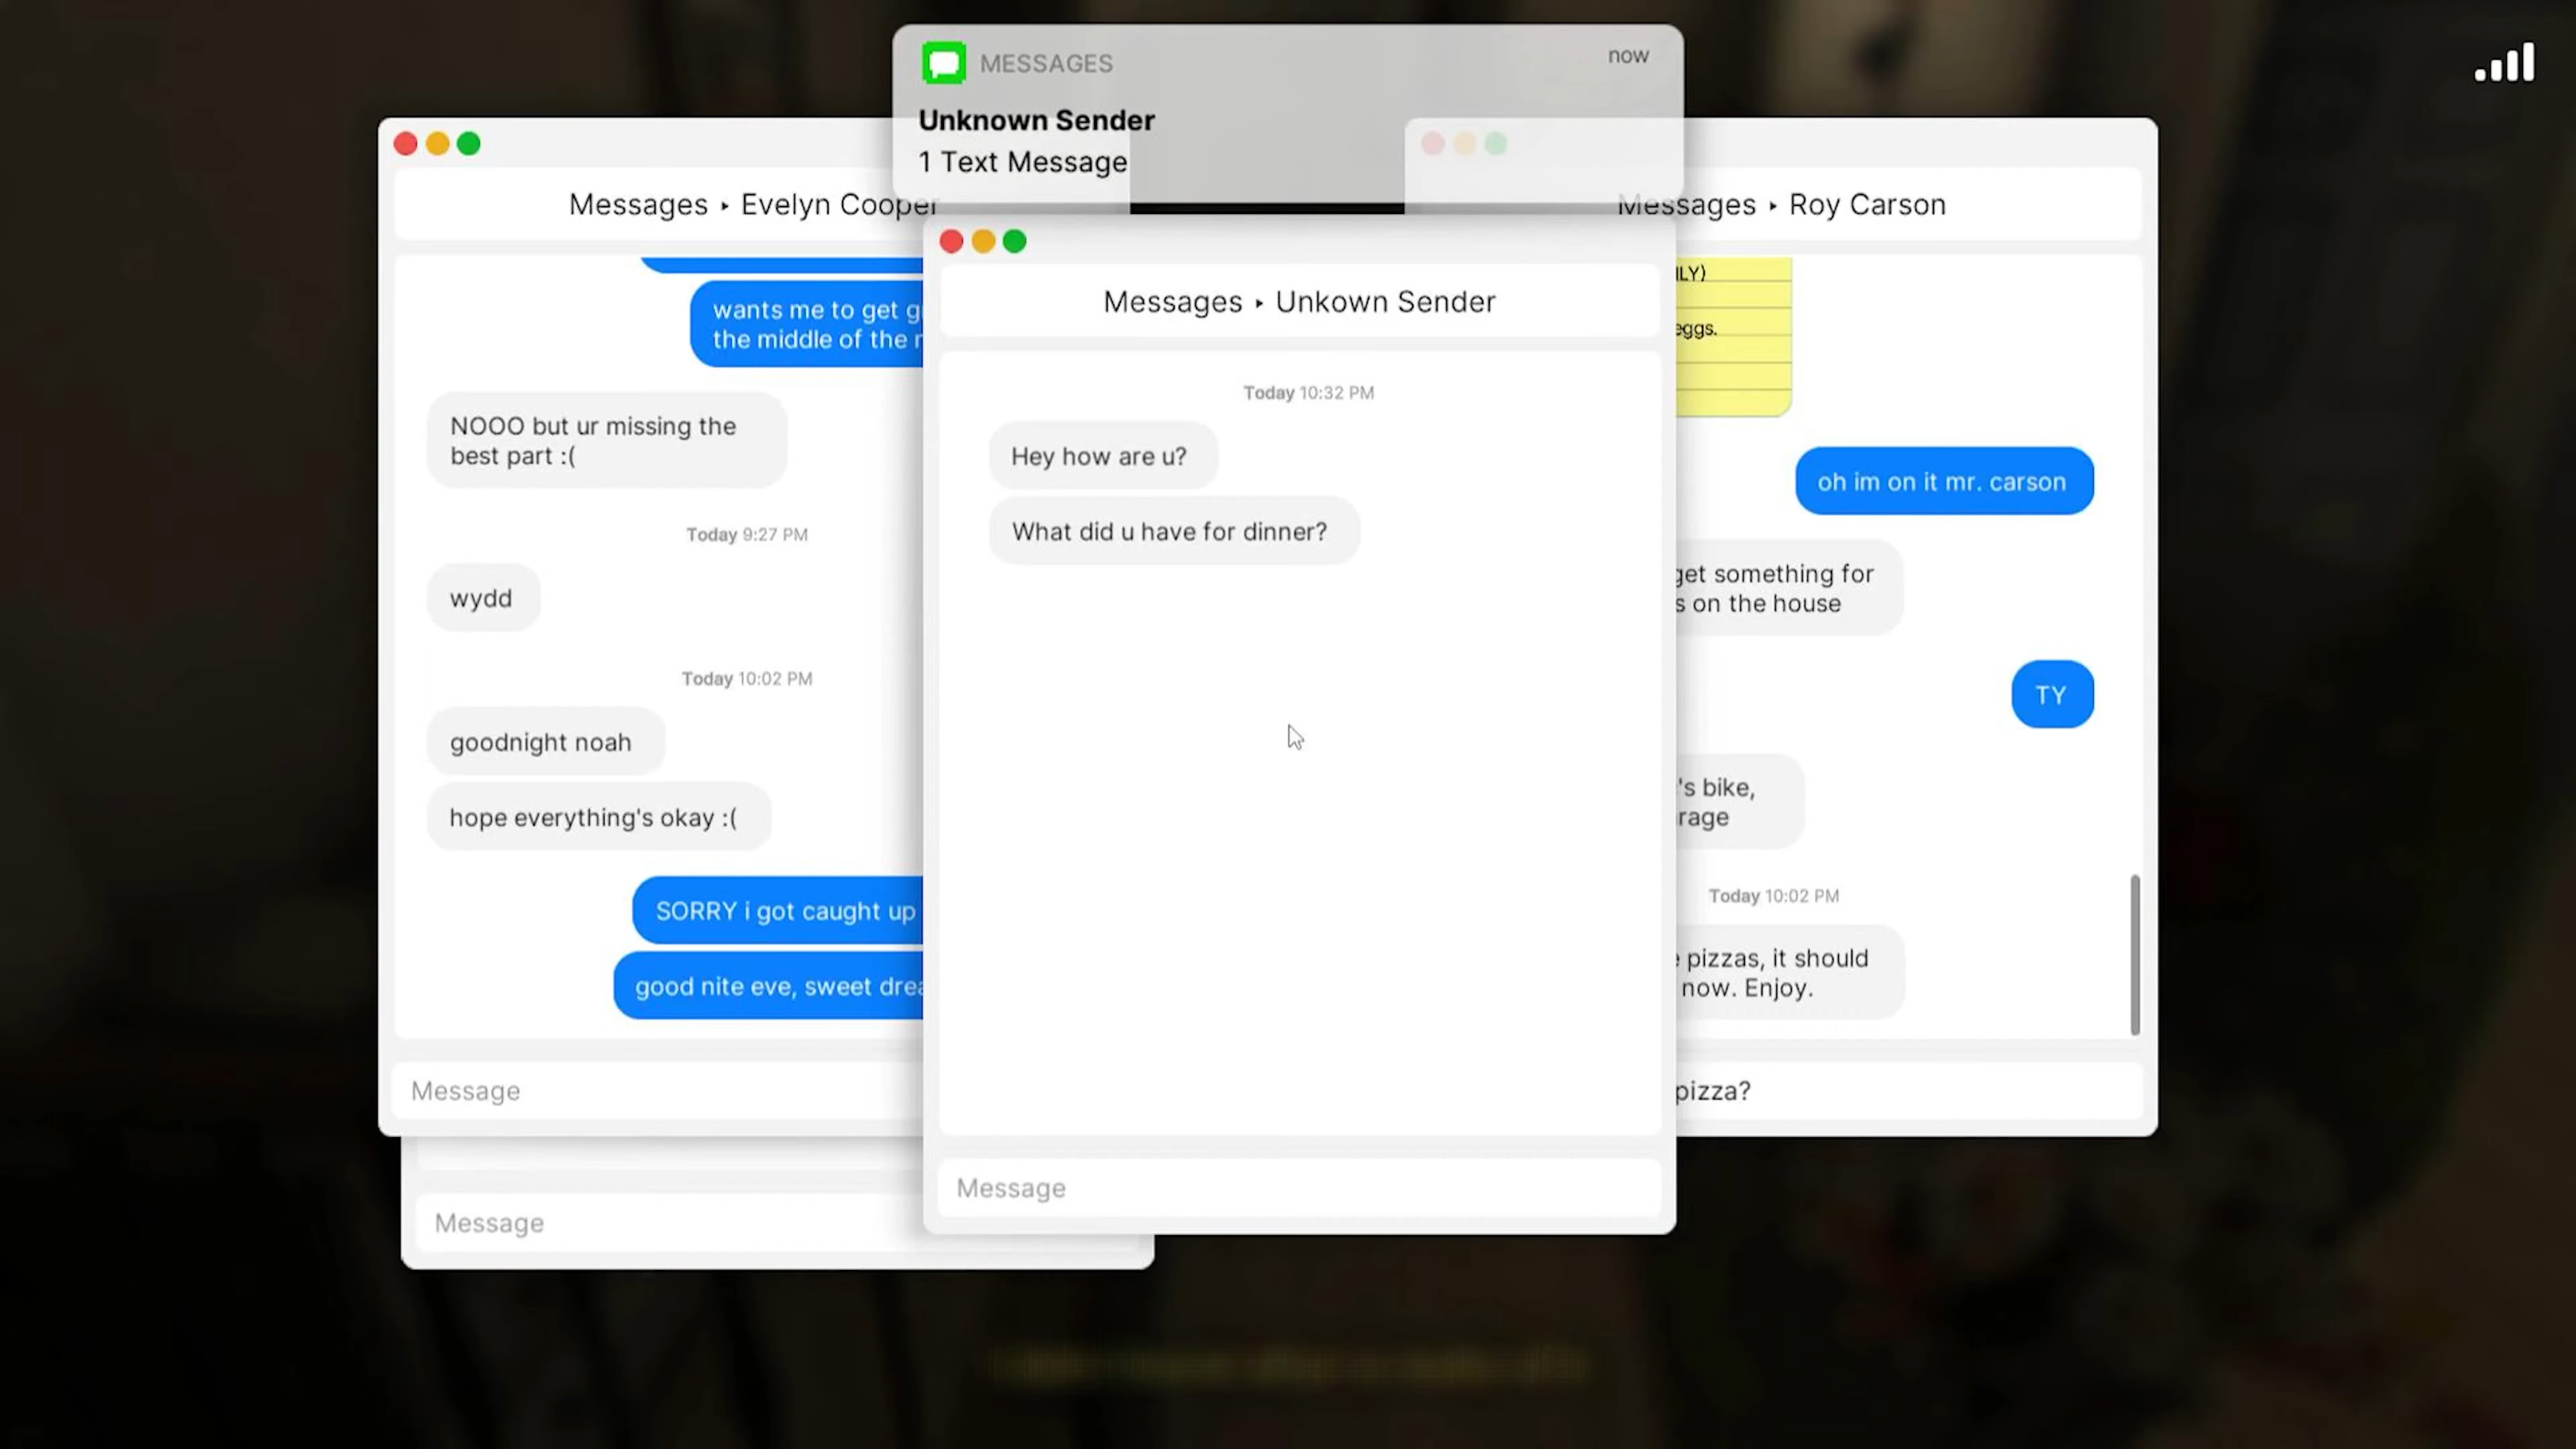 MESSAGES
now
Unknown Sender
1 Text Message
Messages ‣ Evelyn Cooper
wants me to get
the middle of the
NOOO but ur missing the
best part :(
Today 9:27 PM
wydd
Today 10:02 PM
goodnight noah
hope everything's okay :(
SORRY i got caught up
good nite eve, sweet
Message
Message
Messages ‣ Unkown Sender
Today 10:32 PM
Hey how are u?
What did u have for dinner?
Message
Messages ‣ Roy Carson
eggs.
oh im on it mr. carson
get something for
on the house
TY
bike,
Today 10:02 PM
pizzas, it should
now. Enjoy.
pizza?